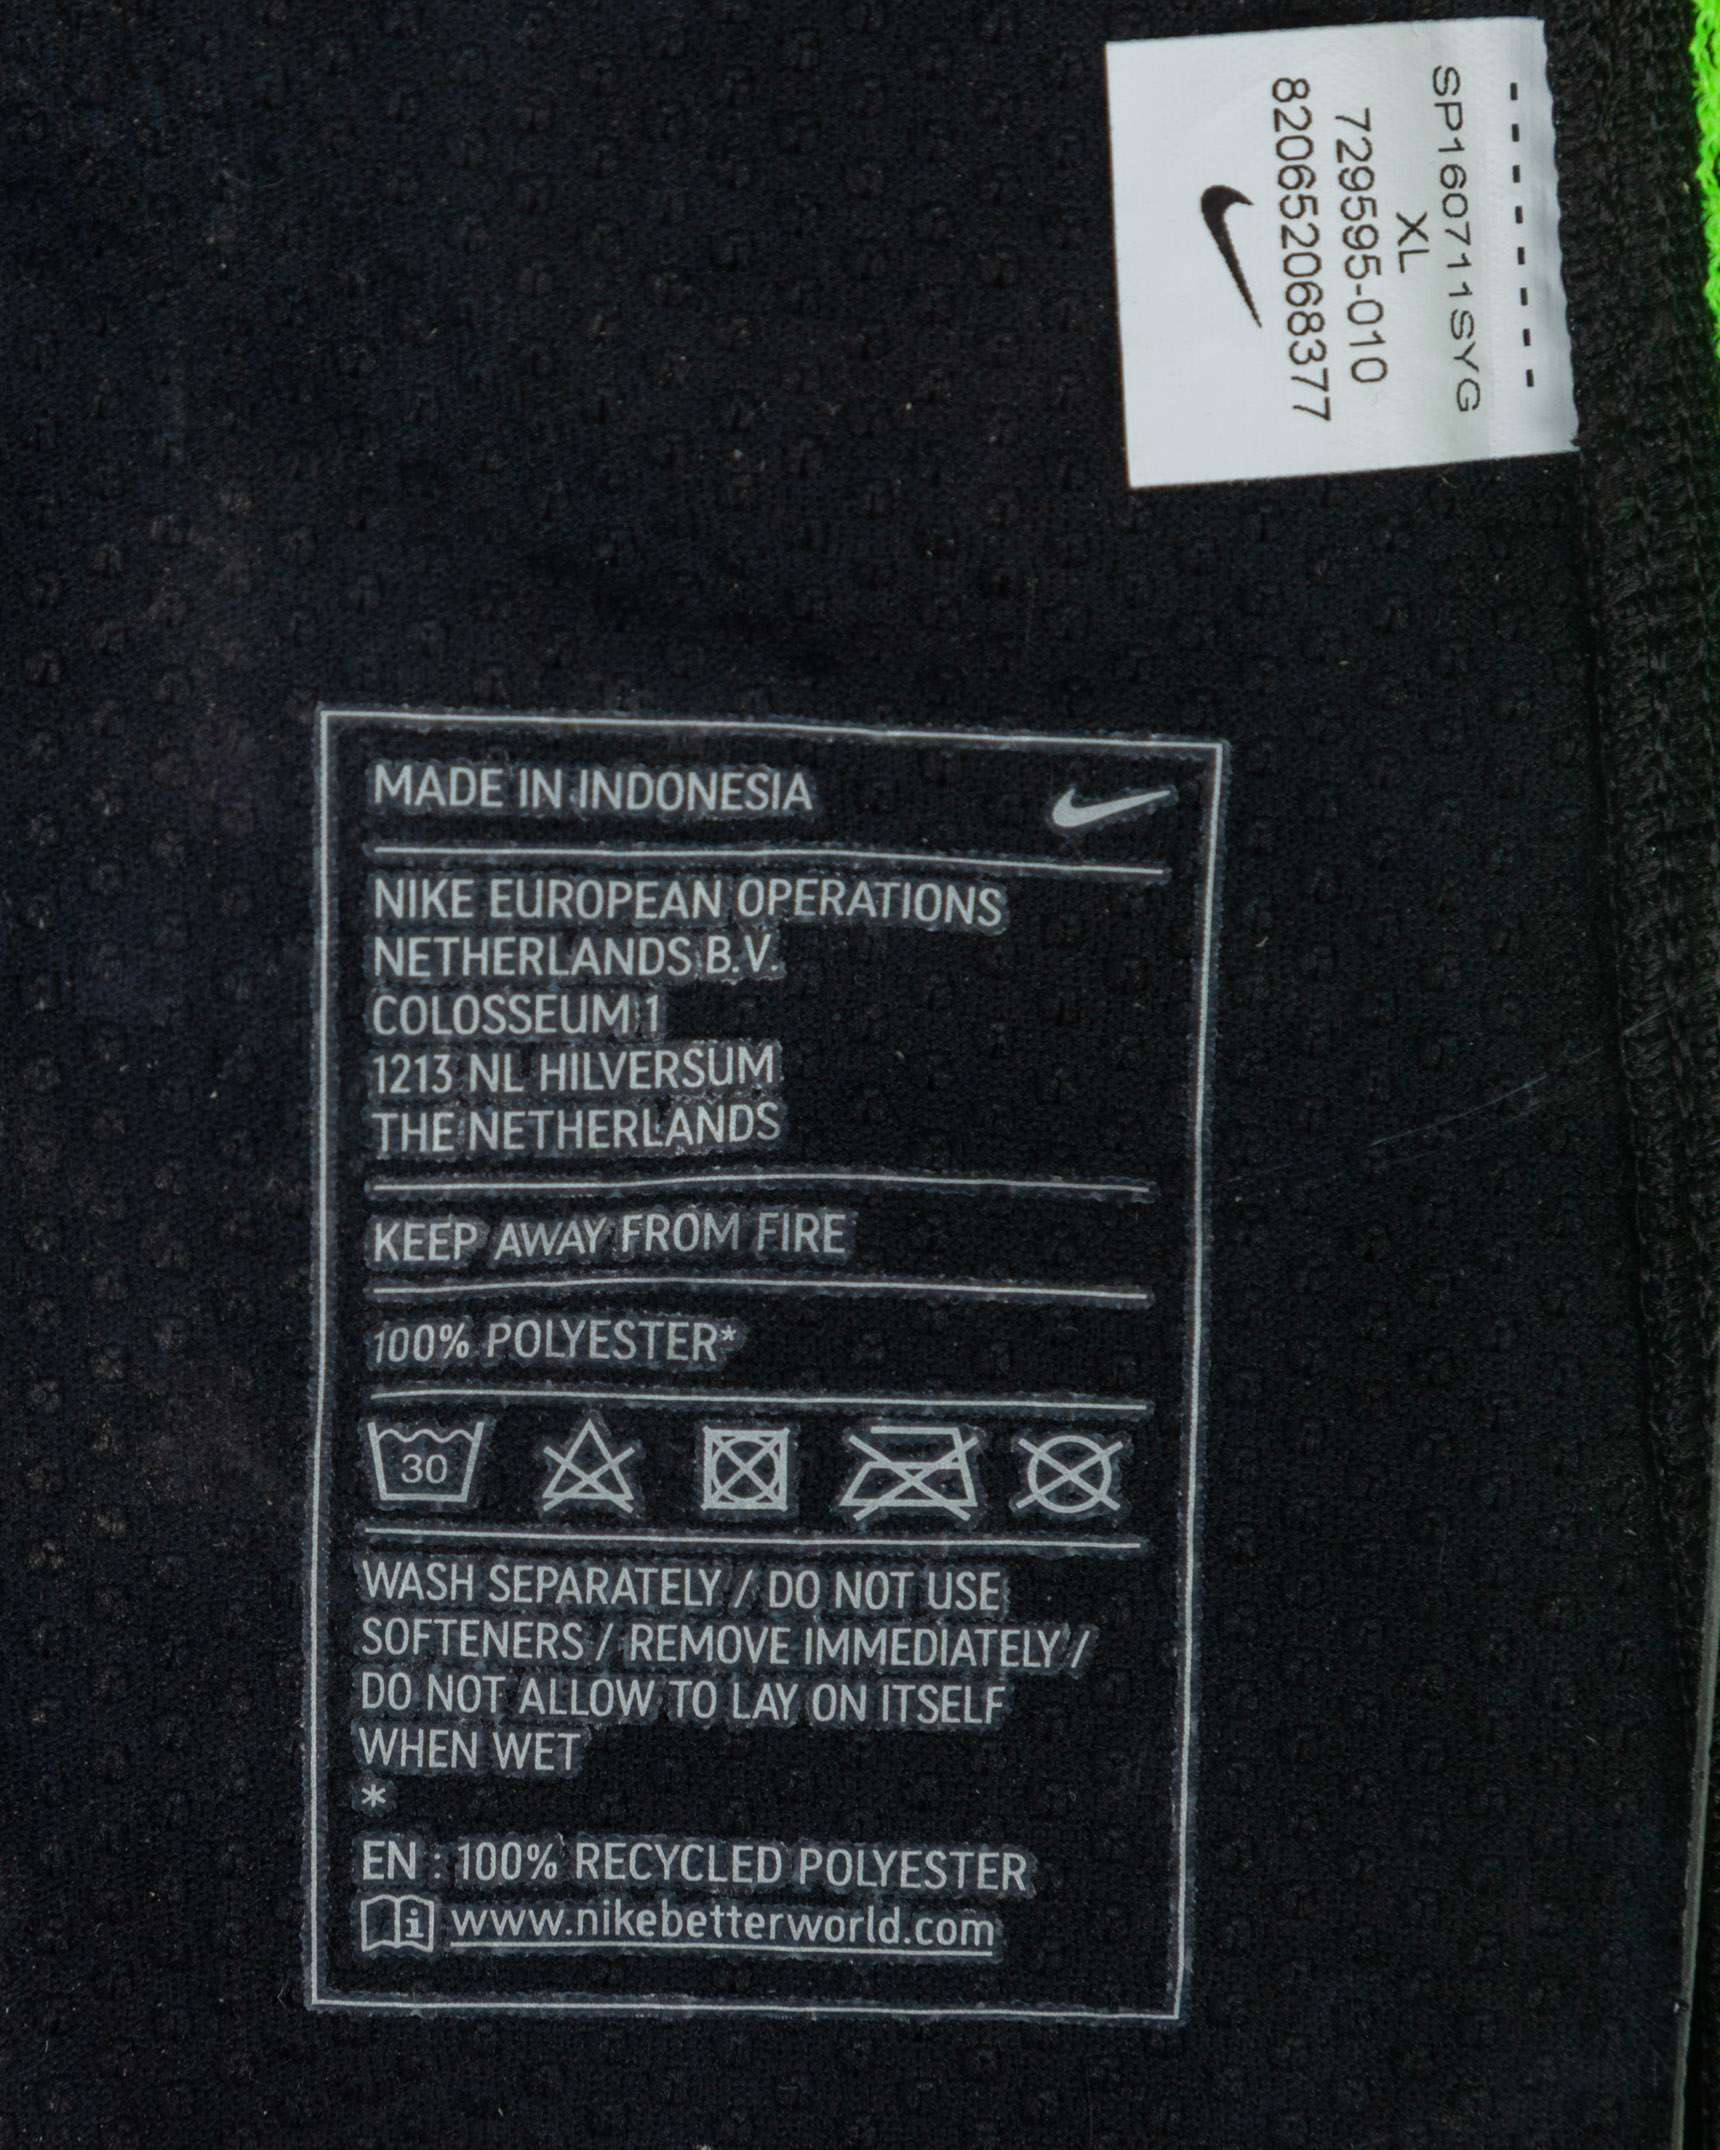 SP160711SYG
XL
729595-010
820652068377
MADE IN INDONESIA
NIKE EUROPEAN OPERATIONS
NETHERLANDS B.V.
COLOSSEUM 1
1213 NL HILVERSUM
THE NETHERLANDS
KEEP AWAY FROM FIRE
100% POLYESTER*
30
WASH SEPARATELY / DO NOT USE
SOFTENERS / REMOVE IMMEDIATELY /
DO NOT ALLOW TO LAY ON ITSELF
WHEN WET
*
EN : 100% RECYCLED POLYESTER
www.nikebetterworld.com